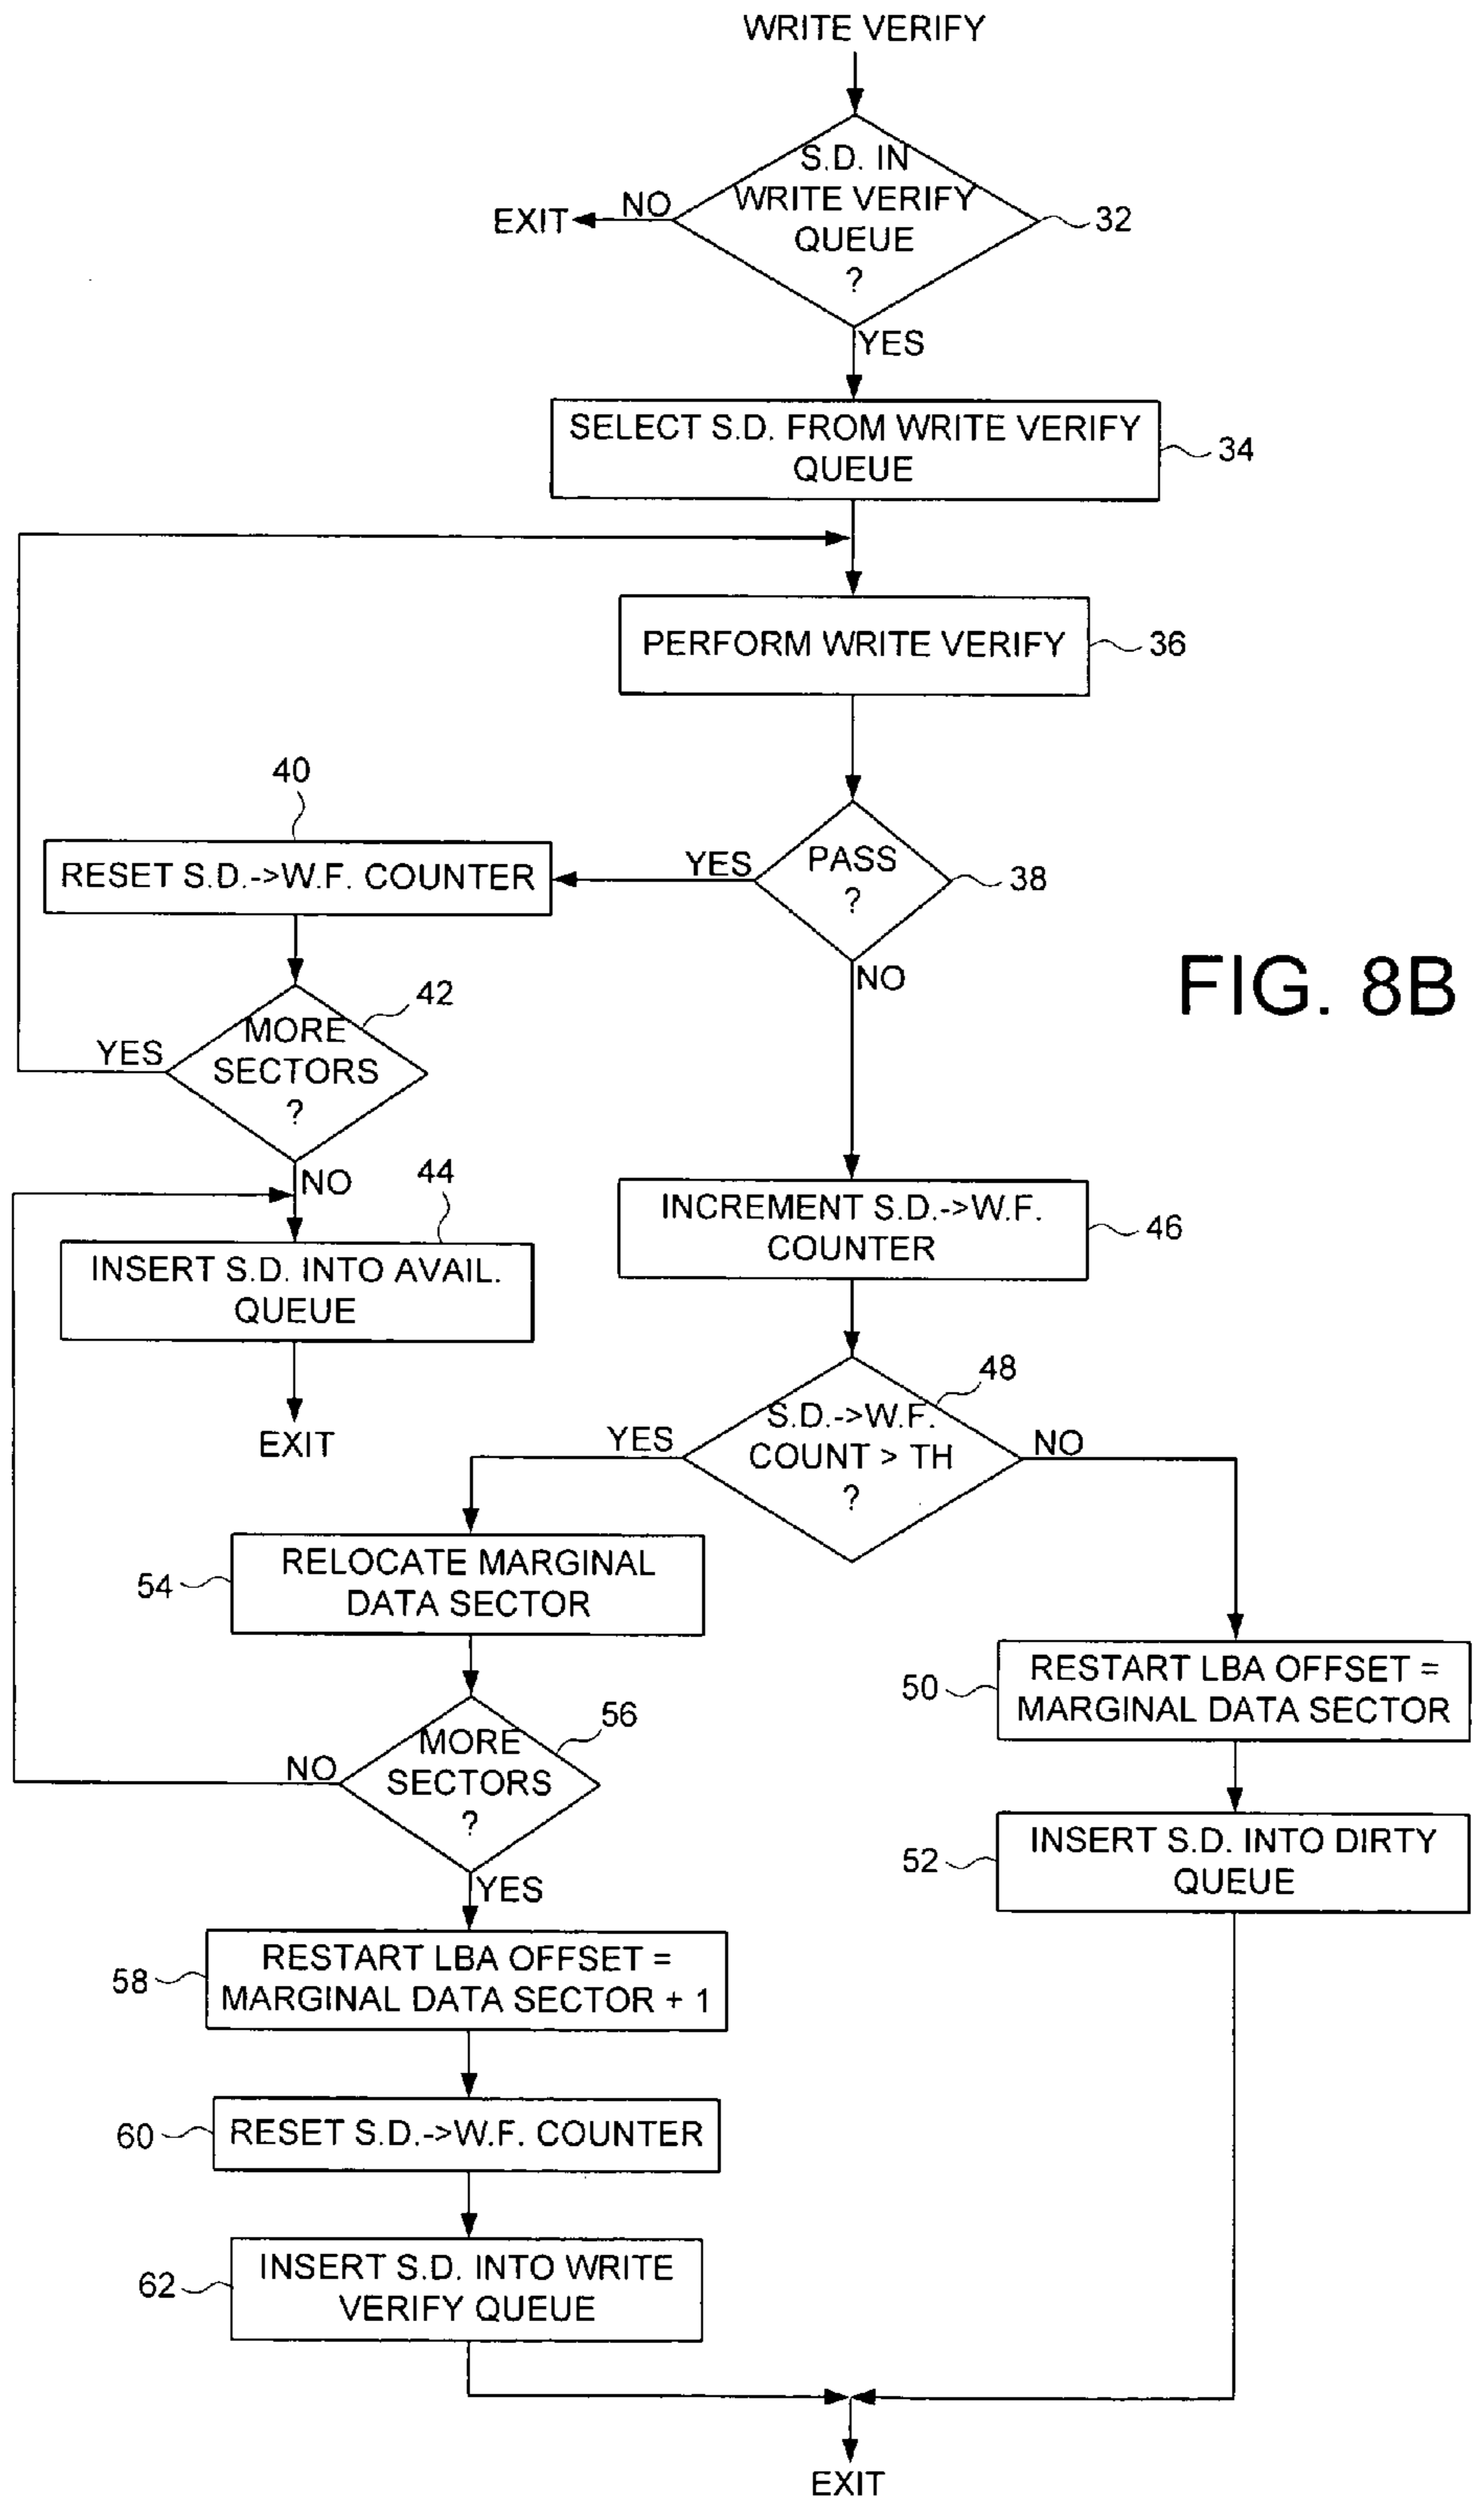 WRITE VERIFY
S.D. IN
WRITE VERIFY
QUEUE
?
32
NO
EXIT
YES
SELECT S.D. FROM WRITE VERIFY
QUEUE
34
PERFORM WRITE VERIFY
36
40
RESET S.D.->W.F. COUNTER
YES
PASS
?
38
NO
FIG. 8B
42
MORE
SECTORS
?
YES
NO
44
INSERT S.D. INTO AVAIL.
QUEUE
EXIT
INCREMENT S.D.->W.F.
COUNTER
46
48
S.D.->W.F.
COUNT > TH
?
YES
NO
RELOCATE MARGINAL
DATA SECTOR
54
RESTART LBA OFFSET =
MARGINAL DATA SECTOR
50
56
MORE
SECTORS
?
NO
YES
INSERT S.D. INTO DIRTY
QUEUE
52
RESTART LBA OFFSET =
MARGINAL DATA SECTOR + 1
58
RESET S.D.->W.F. COUNTER
60
INSERT S.D. INTO WRITE
VERIFY QUEUE
62
EXIT